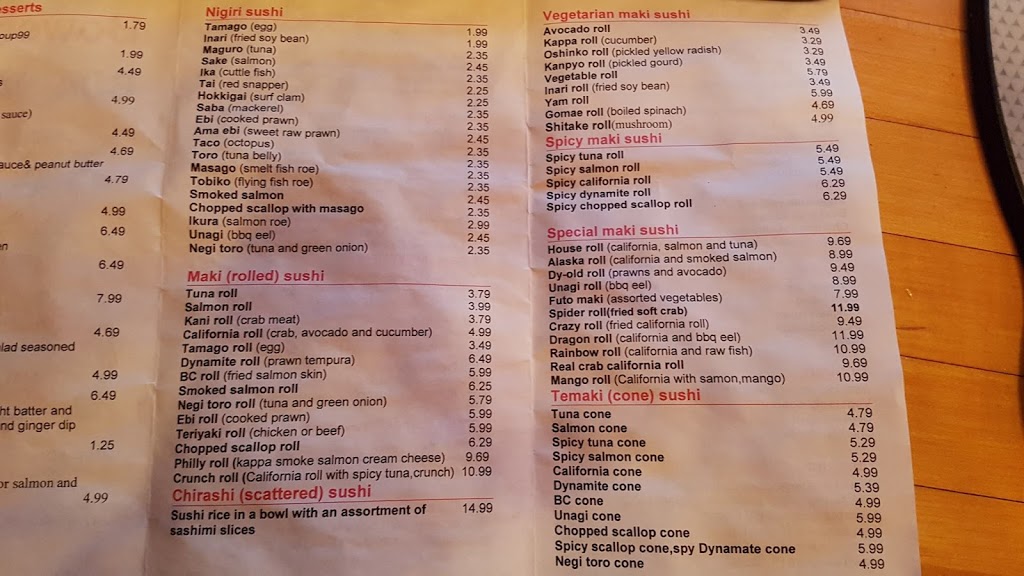 esserts
1.79
oup99
1.99
4.49
4.99
sauce)
4.49
4.69
auce& peanut butter
4.79
4.99
6.49
en
6.49
7.99
4.69
lad seasoned
4.99
6.49
ht batter and
nd ginger dip
1.25
or salmon and
4.99
Nigiri sushi
Tamago (egg) 1.99
Inari (fried soy bean) 1.99
Maguro (tuna) 2.35
Sake (salmon) 2.45
Ika (cuttle fish) 2.35
Tai (red snapper) 2.25
Hokkigai (surf clam) 2.25
Saba (mackerel) 2.35
Ebi (cooked prawn) 2.35
Ama ebi (sweet raw prawn) 2.45
Taco (octopus) 2.35
Toro (tuna belly) 2.35
Masago (smelt fish roe) 2.35
Tobiko (flying fish roe) 2.35
Smoked salmon 2.45
Chopped scallop with masago 2.35
Ikura (salmon roe) 2.99
Unagi (bbq eel) 2.45
Negi toro (tuna and green onion) 2.35
Maki (rolled) sushi
Tuna roll 3.79
Salmon roll 3.99
Kani roll (crab meat) 3.79
California roll (crab, avocado and cucumber) 4.99
Tamago roll (egg) 3.49
Dynamite roll (prawn tempura) 6.49
BC roll (fried salmon skin) 5.99
Smoked salmon roll 6.25
Negi toro roll (tuna and green onion) 5.79
Ebi roll (cooked prawn) 5.99
Teriyaki roll (chicken or beef) 5.99
Chopped scallop roll 6.29
Philly roll (kappa smoke salmon cream cheese) 9.69
Crunch roll (California roll with spicy tuna,crunch) 10.99
Chirashi (scattered) sushi
Sushi rice in a bowl with an assortment of 14.99
sashimi slices
Vegetarian maki sushi
Avocado roll 3.49
Kappa roll (cucumber) 3.29
Oshinko roll (pickled yellow radish) 3.29
Kanpyo roll (pickled gourd) 3.49
Vegetable roll 5.79
Inari roll (fried soy bean) 3.49
Yam roll 5.99
Gomae roll (boiled spinach) 4.69
Shitake roll(mushroom) 4.99
Spicy maki sushi
Spicy tuna roll 5.49
Spicy salmon roll 5.49
Spicy california roll 5.49
Spicy dynamite roll 6.29
Spicy chopped scallop roll 6.29
Special maki sushi
House roll (california, salmon and tuna) 9.69
Alaska roll (california and smoked salmon) 8.99
Dy-old roll (prawns and avocado) 9.49
Unagi roll (bbq eel) 8.99
Futo maki (assorted vegetables) 7.99
Spider roll(fried soft crab) 11.99
Crazy roll (fried california roll) 9.49
Dragon roll (california and bbq eel) 11.99
Rainbow roll (california and raw fish) 10.99
Real crab california roll 9.69
Mango roll (California with samon,mango) 10.99
Temaki (cone) sushi
Tuna cone 4.79
Salmon cone 4.79
Spicy tuna cone 5.29
Spicy salmon cone 5.29
California cone 4.99
Dynamite cone 5.39
BC cone 4.99
Unagi cone 5.99
Chopped scallop cone 4.99
Spicy scallop cone,spy Dynamate cone 5.99
Negi toro cone 4.99